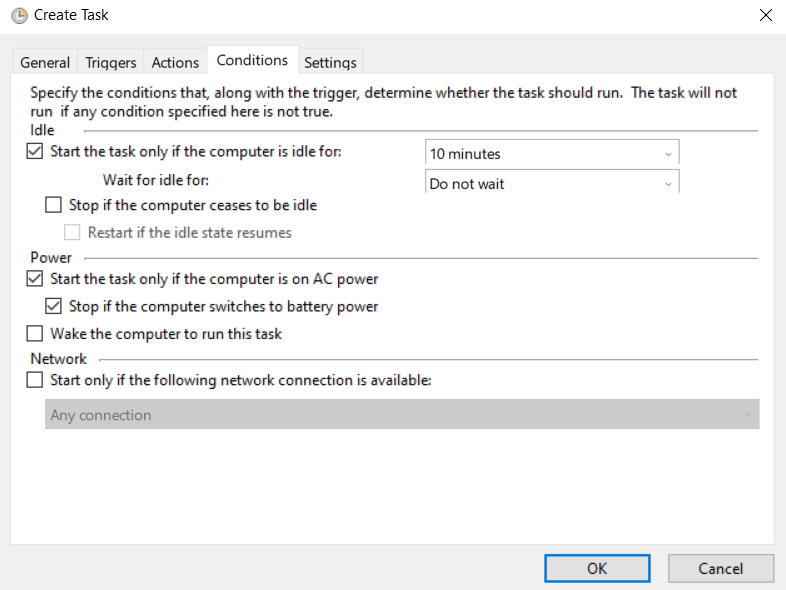 Create Task
General Triggers Actions Conditions Settings
Specify the conditions that, along with the trigger, determine whether the task should run. The task will not
run if any condition specified here is not true.
Idle
Start the task only if the computer is idle for: 10 minutes
Wait for idle for: Do not wait
Stop if the computer ceases to be idle
Restart if the idle state resumes
Power
Start the task only if the computer is on AC power
Stop if the computer switches to battery power
Wake the computer to run this task
Network
Start only if the following network connection is available:
Any connection
OK Cancel